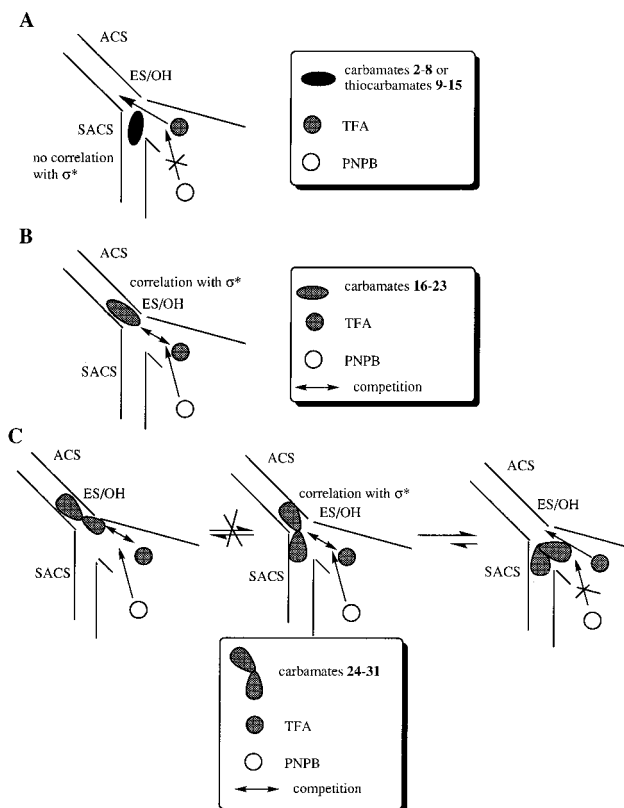 A
ACS
ES/OH
SACS
no correlation
with σ*
carbamates 2-8 or
thiocarbamates 9-15
TFA
PNPB
B
ACS
correlation with σ*
ES/OH
SACS
carbamates 16-23
TFA
PNPB
competition
C
ACS
ES/OH
SACS
ACS
correlation with σ*
ES/OH
SACS
ACS
ES/OH
SACS
carbamates 24-31
TFA
PNPB
competition